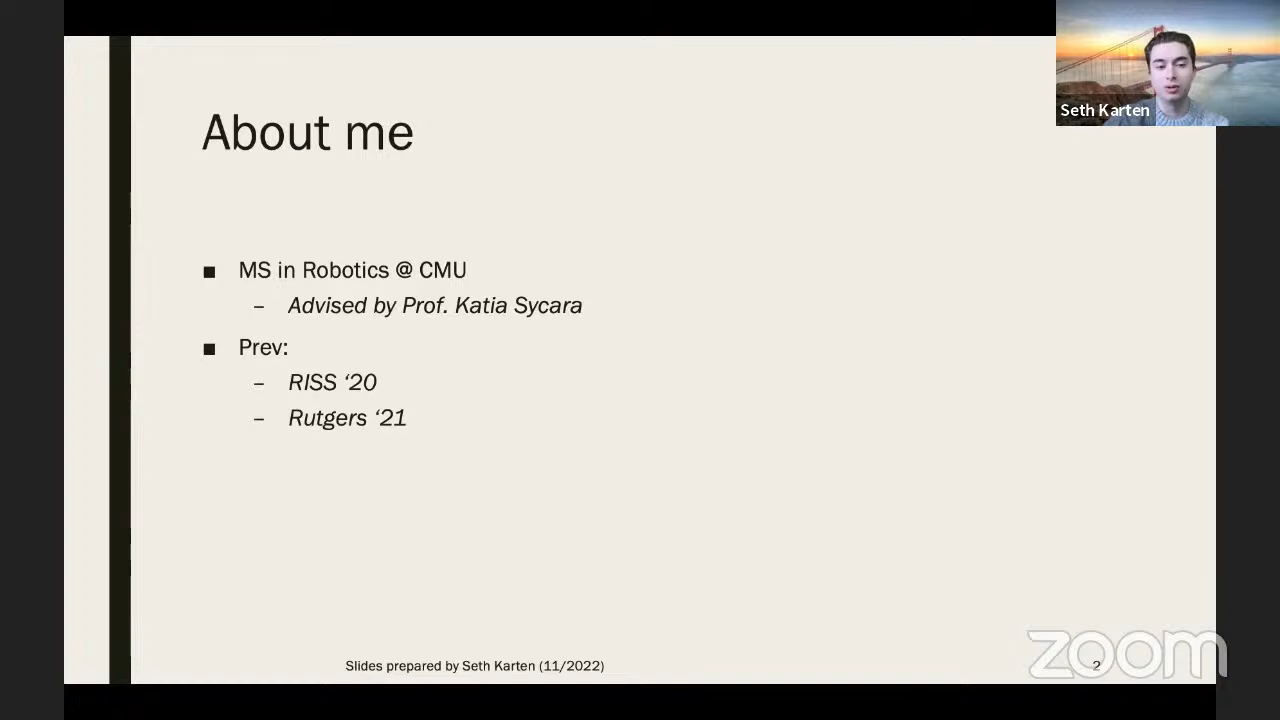 Seth Karten
About me
■ MS in Robotics @ CMU
– Advised by Prof. Katia Sycara
■ Prev:
– RISS ‘20
– Rutgers ‘21
Slides prepared by Seth Karten (11/2022)
2
zoom